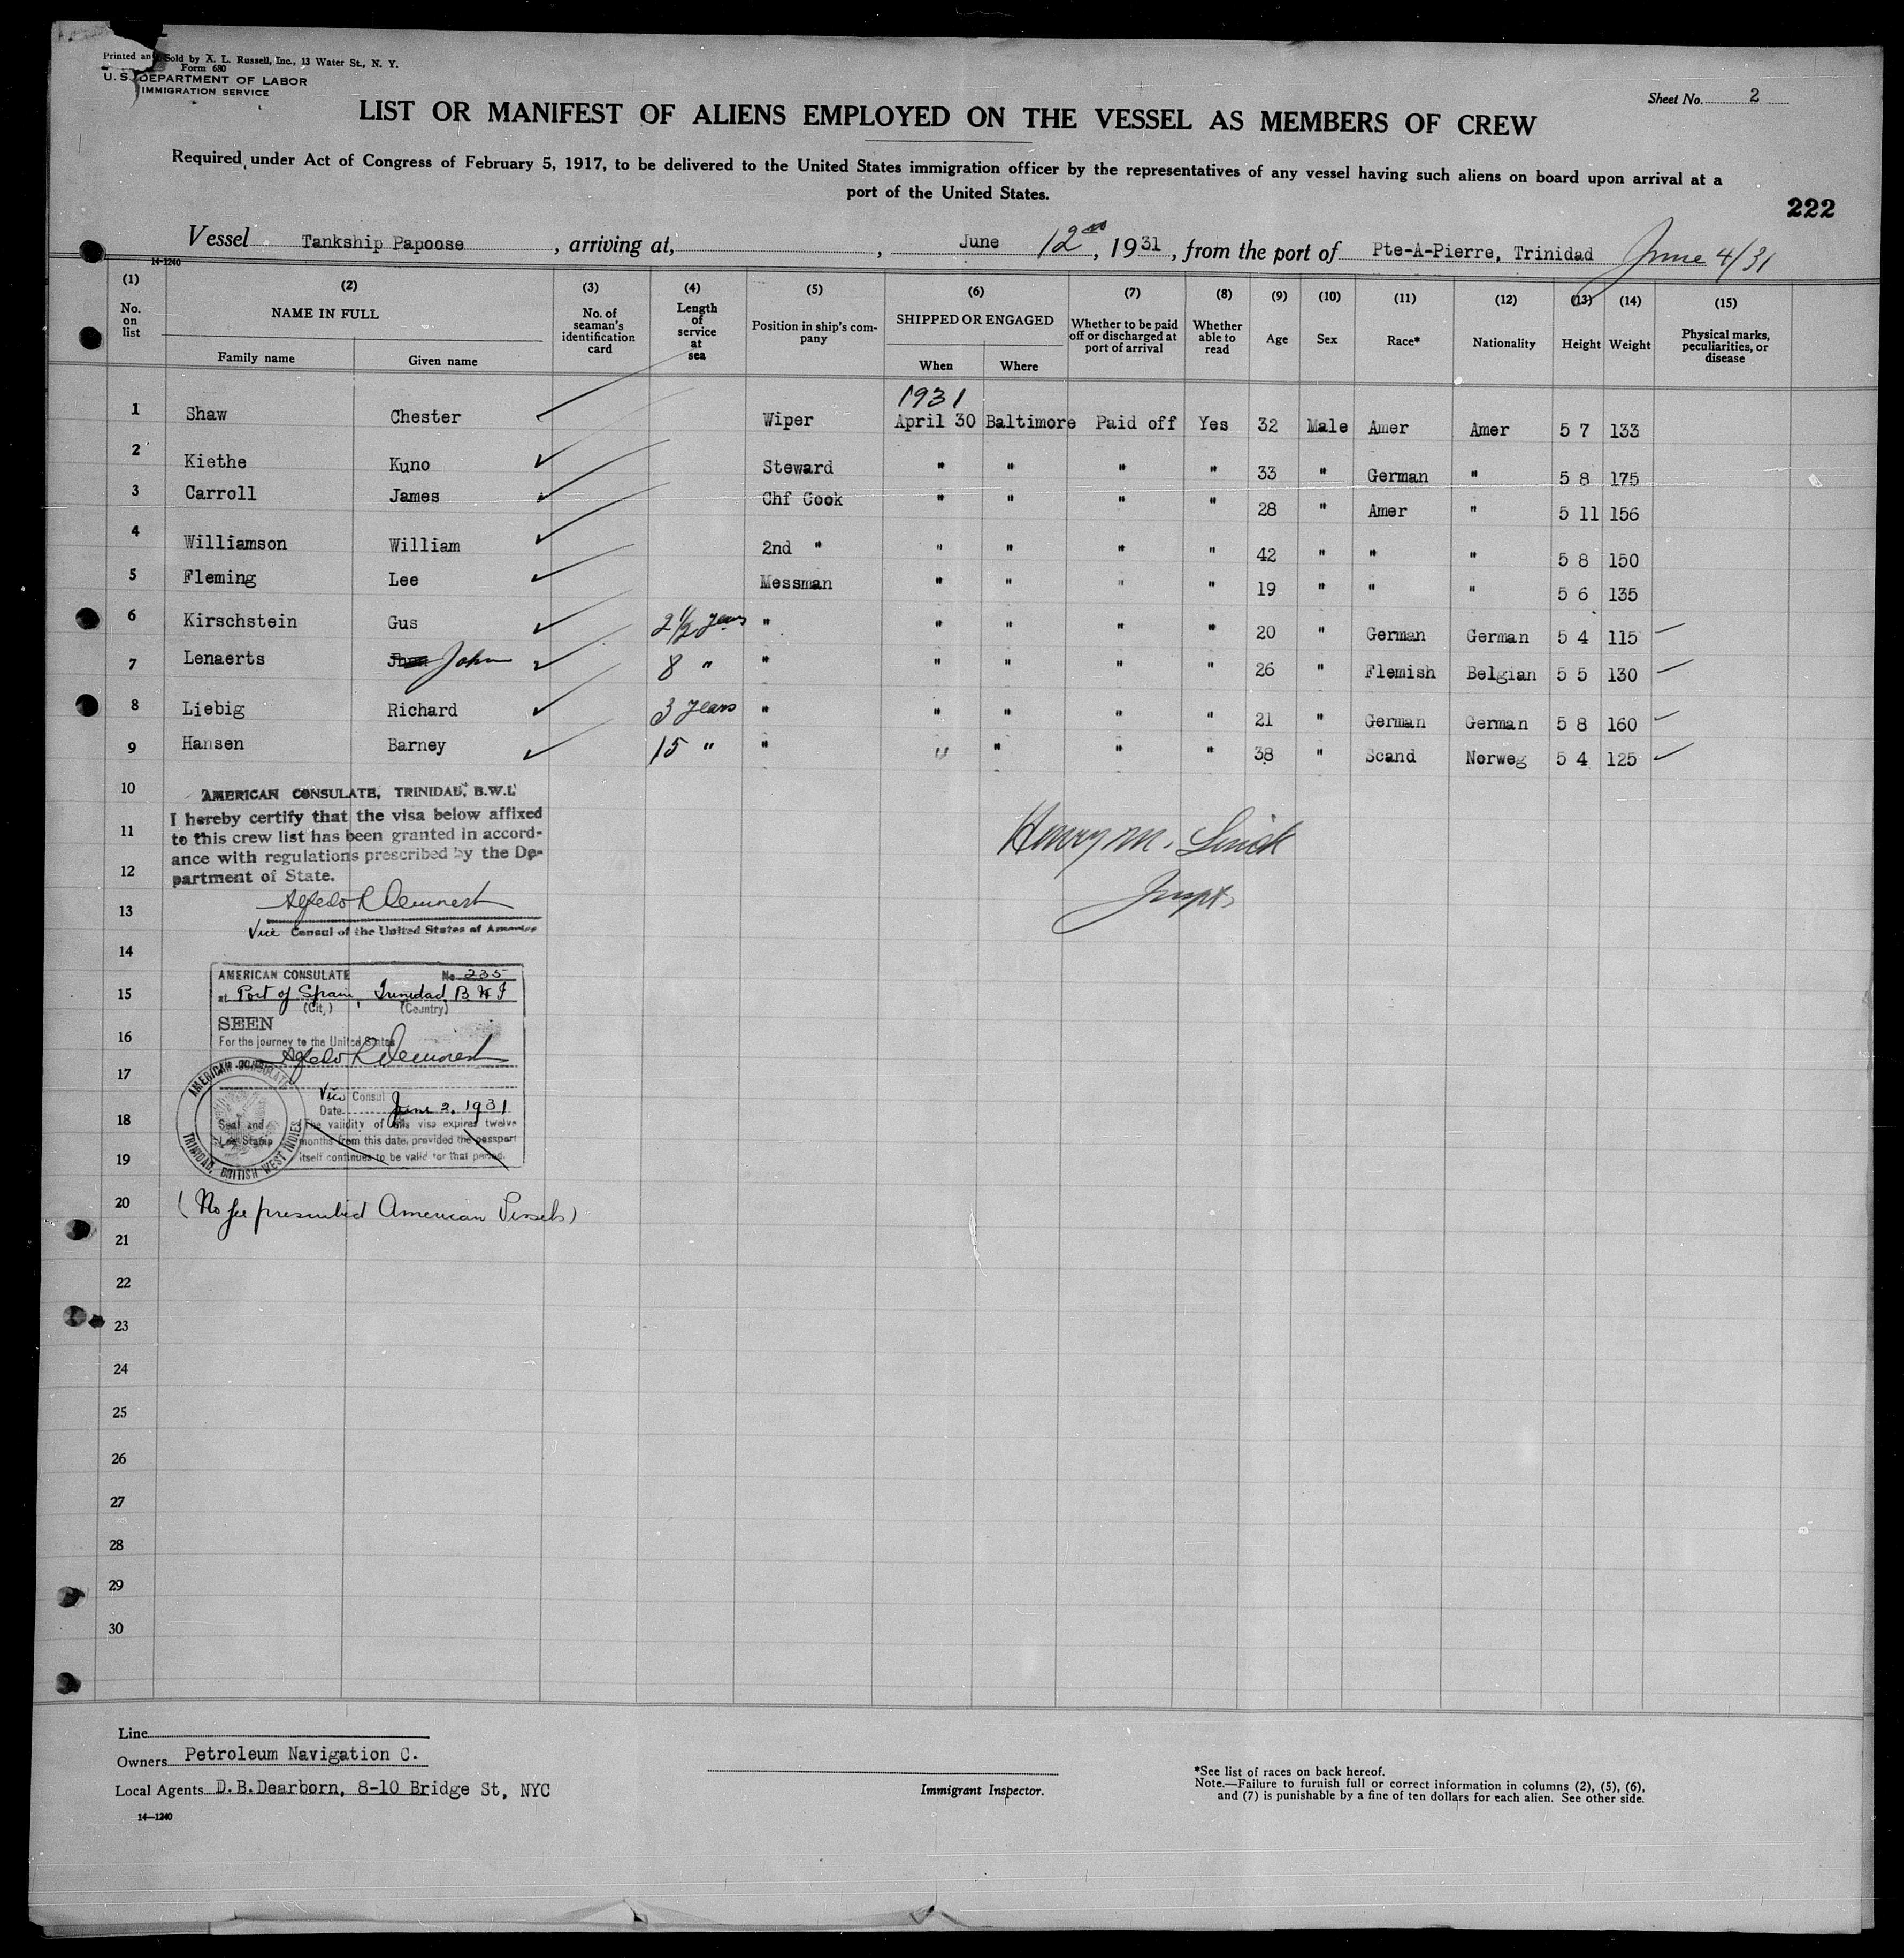 Printed and Sold by A. L. Russell, Inc., 13 Water St., N. Y.
Form 680
U. S. DEPARTMENT OF LABOR
IMMIGRATION SERVICE
Sheet No. 2
LIST OR MANIFEST OF ALIENS EMPLOYED ON THE VESSEL AS MEMBERS OF CREW
Required under Act of Congress of February 5, 1917, to be delivered to the United States immigration officer by the representatives of any vessel having such aliens on board upon arrival at a
port of the United States.
222
Vessel Tankship Papoose, arriving at, , June 12, 1931, from the port of Pte-A-Pierre, Trinidad June 4/31
14-1240
(1) (2) (3) (4) (5) (6) (7) (8) (9) (10) (11) (12) (13) (14) (15)
No. on list NAME IN FULL No. of seaman's identification card Length of service at sea Position in ship's company SHIPPED OR ENGAGED Whether to be paid off or discharged at port of arrival Whether able to read Age Sex Race* Nationality Height Weight Physical marks, peculiarities, or disease
Family name Given name When Where
1931
1 Shaw Chester Wiper April 30 Baltimore Paid off Yes 32 Male Amer Amer 5 7 133
2 Kiethe Kuno Steward " " " " 33 " German " 5 8 175
3 Carroll James Chf Cook " " " " 28 " Amer " 5 11 156
4 Williamson William 2nd " " " " " 42 " " " 5 8 150
5 Fleming Lee Messman " " " " 19 " " " 5 6 135
6 Kirschstein Gus 2 1/2 years " " " " " 20 " German German 5 4 115
7 Lenaerts John 8 " " " " " " 26 " Flemish Belgian 5 5 130
8 Liebig Richard 3 years " " " " " 21 " German German 5 8 160
9 Hansen Barney 15 " " " " " " 38 " Scand Norweg 5 4 125
10
AMERICAN CONSULATE, TRINIDAD, B.W.I.
I hereby certify that the visa below affixed
11
to this crew list has been granted in accord-
ance with regulations prescribed by the De-
12
partment of State.
Henry M.
13
Vice Consul of the United States of America
14
AMERICAN CONSULATE No. 235
15
at Port of Spain, Trinidad, B W I
(City) (Country)
SEEN
16
For the journey to the United States
17
AMERICAN CONSULATE
TRINIDAD, BRITISH WEST INDIES
Vice Consul
Date June 2, 1931
18
Seal and Fee Stamp
The validity of this visa expires twelve
months from this date, provided the passport
19
itself continues to be valid for that period.
20
(No fee prescribed American Vessels)
21
22
23
24
25
26
27
28
29
30
Line
Owners Petroleum Navigation C.
Local Agents D.B.Dearborn, 8-10 Bridge St, NYC
14-1240
Immigrant Inspector.
*See list of races on back hereof.
Note.—Failure to furnish full or correct information in columns (2), (5), (6),
and (7) is punishable by a fine of ten dollars for each alien. See other side.